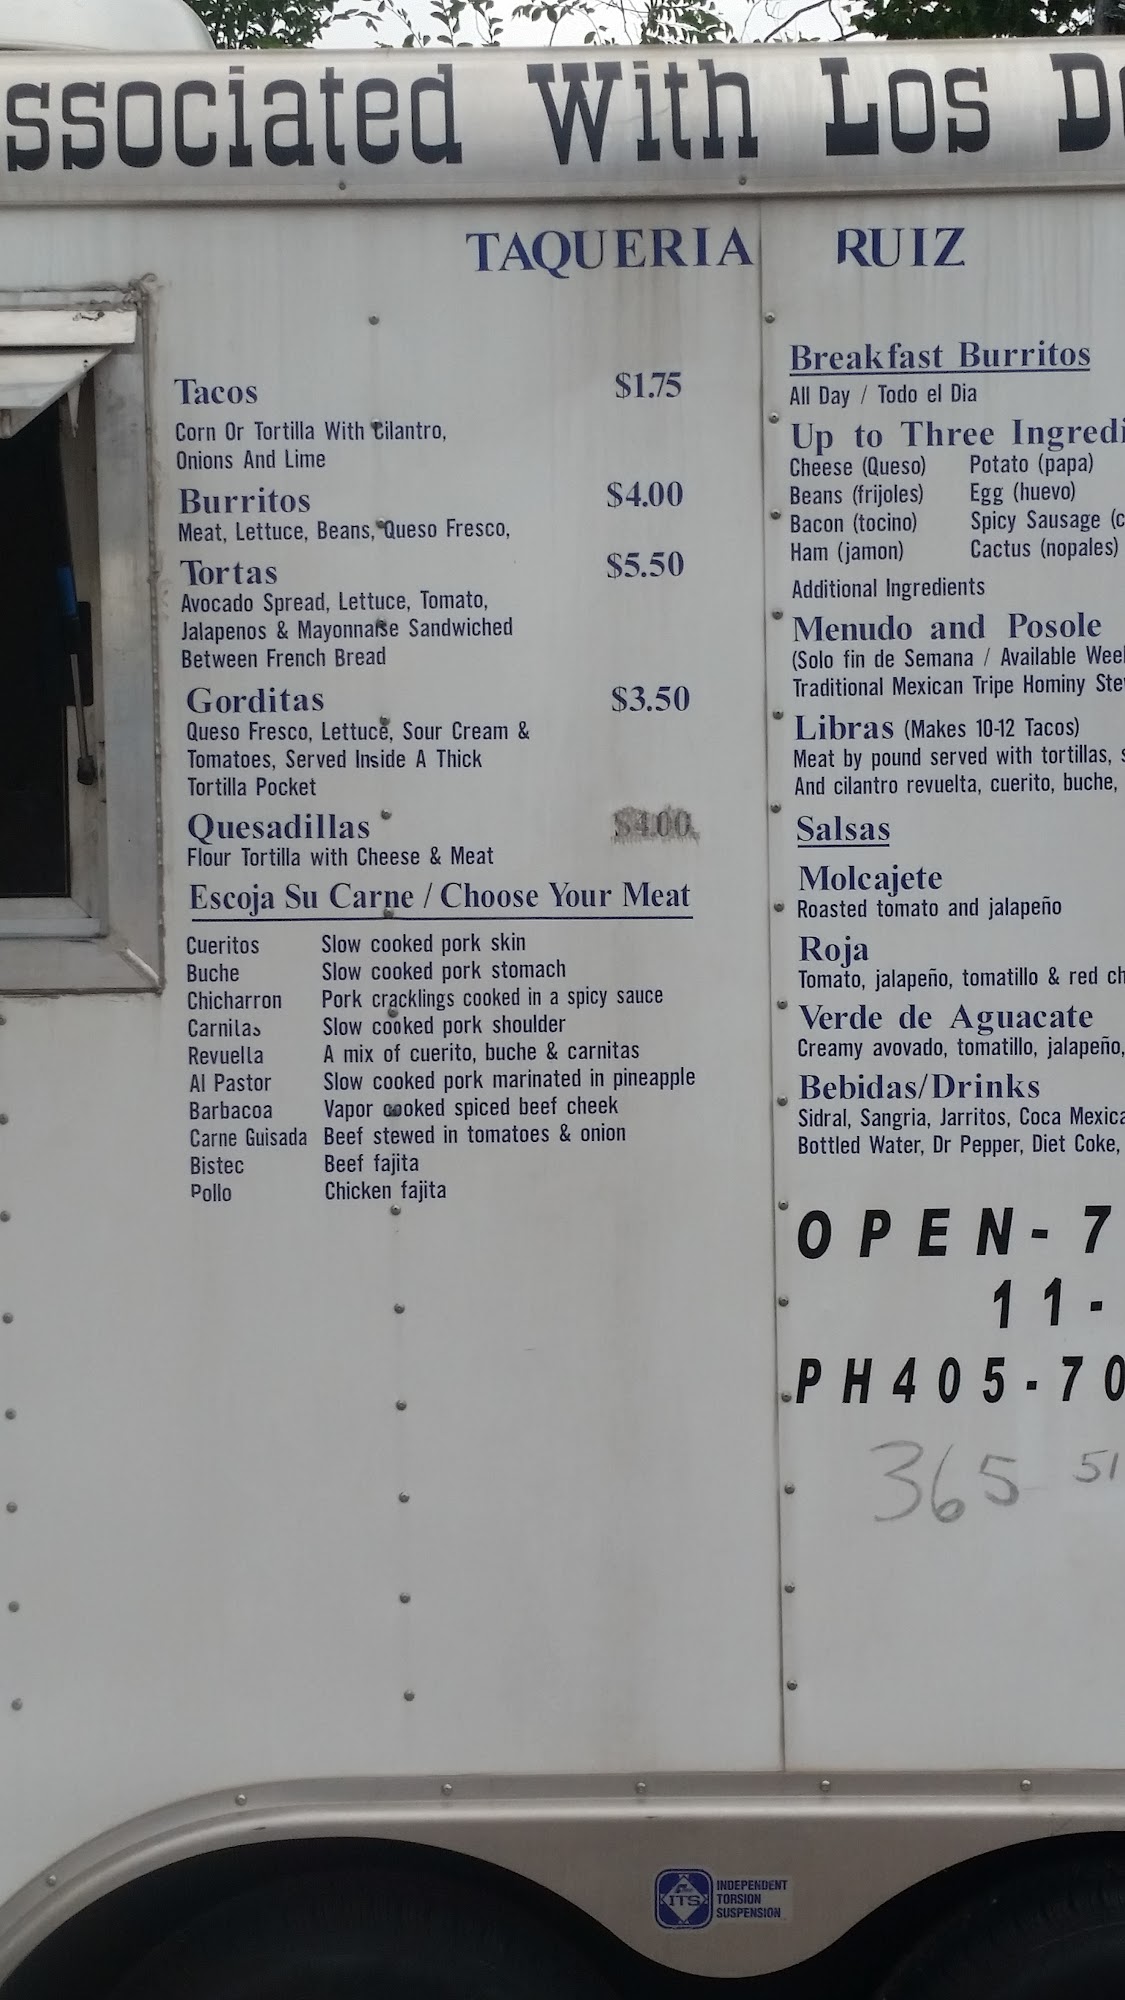 ssociated With Los D
TAQUERIA RUIZ
Tacos $1.75
Corn Or Tortilla With Cilantro,
Onions And Lime
Burritos $4.00
Meat, Lettuce, Beans, Queso Fresco,
Tortas $5.50
Avocado Spread, Lettuce, Tomato,
Jalapenos & Mayonnaise Sandwiched
Between French Bread
Gorditas $3.50
Queso Fresco, Lettuce, Sour Cream &
Tomatoes, Served Inside A Thick
Tortilla Pocket
Quesadillas $4.00
Flour Tortilla with Cheese & Meat
Escoja Su Carne / Choose Your Meat
Cueritos Slow cooked pork skin
Buche Slow cooked pork stomach
Chicharron Pork cracklings cooked in a spicy sauce
Carnitas Slow cooked pork shoulder
Revuelta A mix of cuerito, buche & carnitas
Al Pastor Slow cooked pork marinated in pineapple
Barbacoa Vapor cooked spiced beef cheek
Carne Guisada Beef stewed in tomatoes & onion
Bistec Beef fajita
Pollo Chicken fajita
Breakfast Burritos
All Day / Todo el Dia
Up to Three Ingredi
Cheese (Queso) Potato (papa)
Beans (frijoles) Egg (huevo)
Bacon (tocino) Spicy Sausage (c
Ham (jamon) Cactus (nopales)
Additional Ingredients
Menudo and Posole
(Solo fin de Semana / Available Wee
Traditional Mexican Tripe Hominy Ste
Libras (Makes 10-12 Tacos)
Meat by pound served with tortillas, s
And cilantro revuelta, cuerito, buche,
Salsas
Molcajete
Roasted tomato and jalapeño
Roja
Tomato, jalapeño, tomatillo & red ch
Verde de Aguacate
Creamy avovado, tomatillo, jalapeño,
Bebidas/Drinks
Sidral, Sangria, Jarritos, Coca Mexica
Bottled Water, Dr Pepper, Diet Coke,
OPEN-7
11-
PH405-70
365 51
ITS INDEPENDENT
TORSION
SUSPENSION